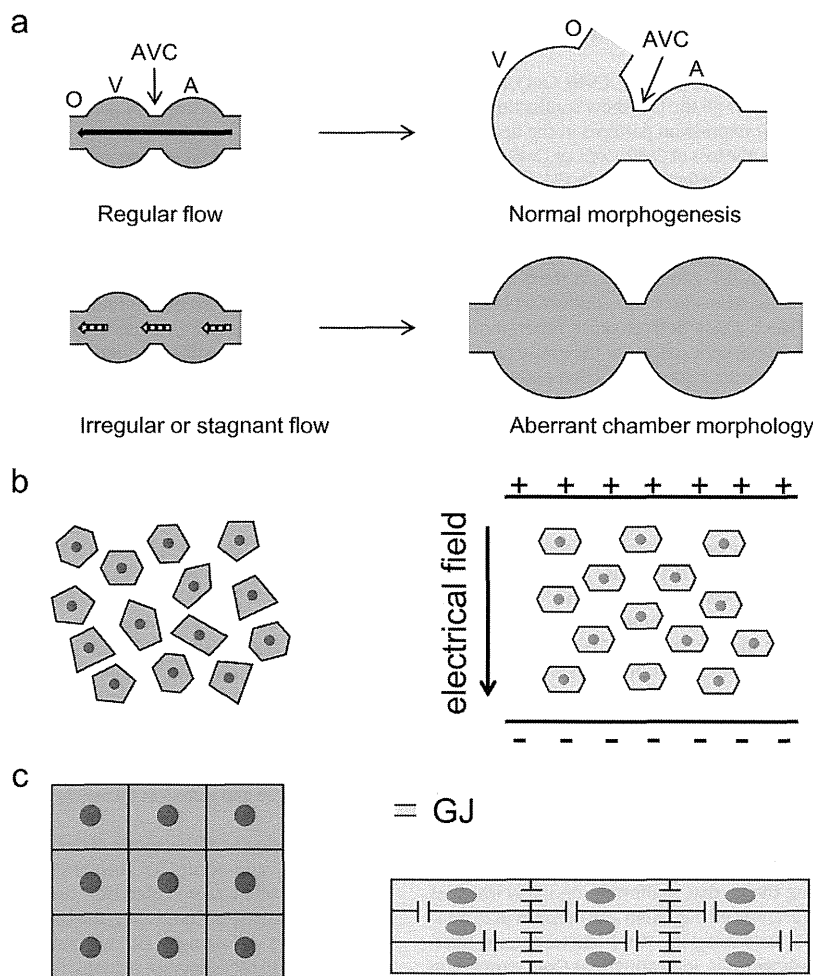 a
AVC
O V A
Regular flow
V O AVC A
Normal morphogenesis
Irregular or stagnant flow
Aberrant chamber morphology
b
+ + + + + + +
electrical field
- - - - - - -
c
= GJ